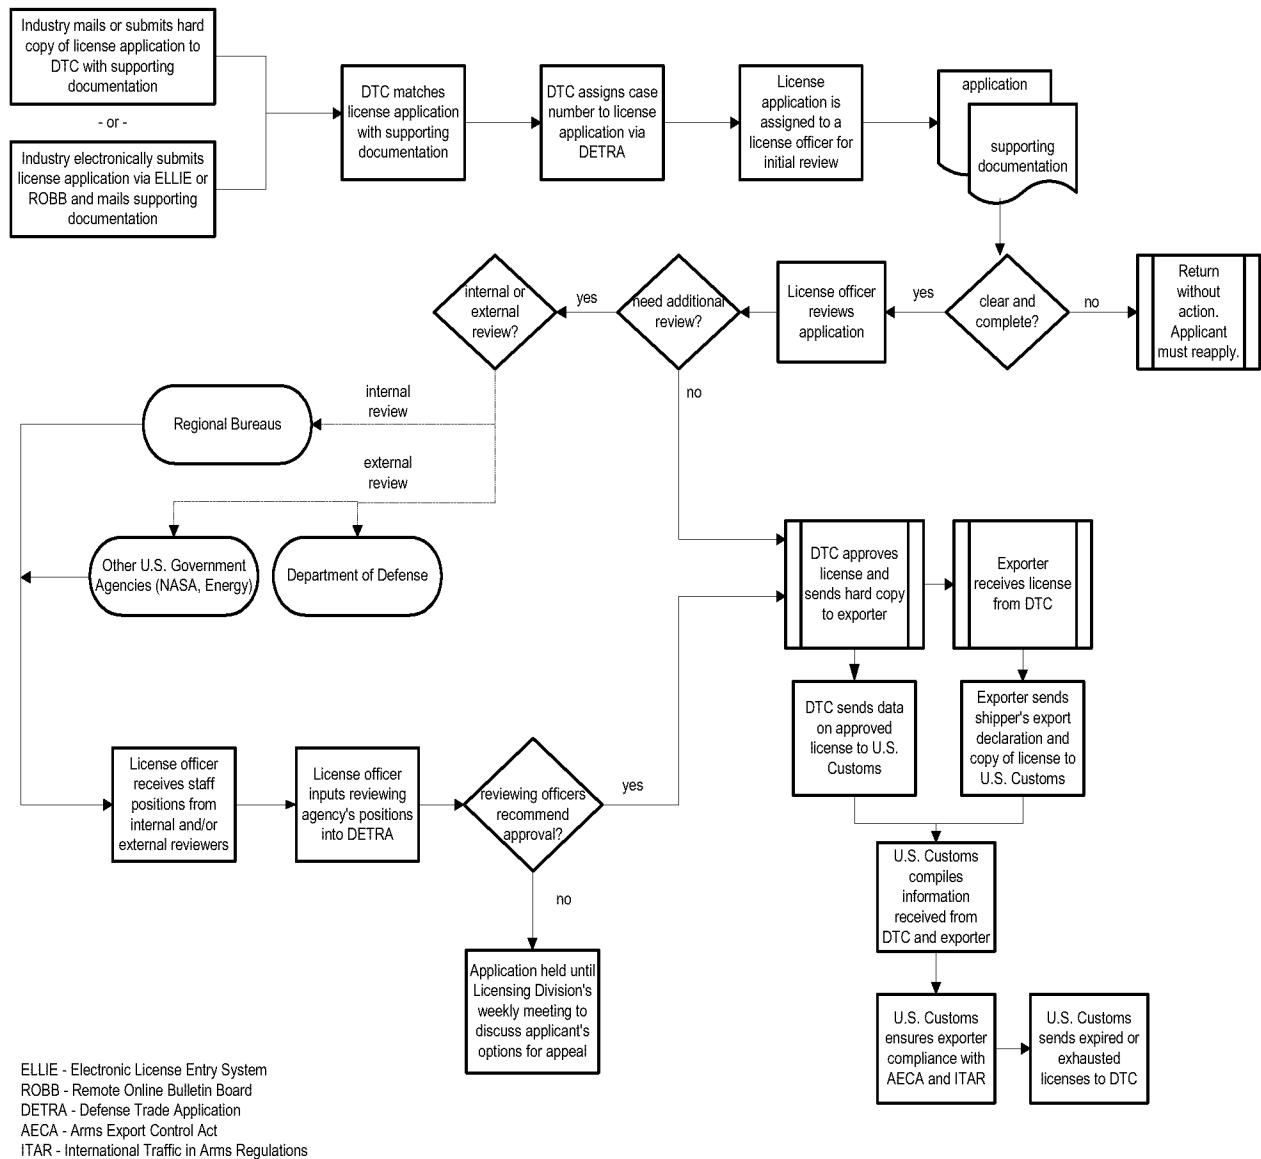 Industry mails or submits hard
copy of license application to
DTC with supporting
documentation
- or -
Industry electronically submits
license application via ELLIE or
ROBB and mails supporting
documentation
DTC matches
license application
with supporting
documentation
DTC assigns case
number to license
application via
DETRA
License
application is
assigned to a
license officer for
initial review
application
supporting
documentation
clear and
complete?
no
Return
without
action.
Applicant
must reapply.
yes
License officer
reviews
application
need additional
review?
yes
internal or
external
review?
no
internal
review
Regional Bureaus
external
review
Other U.S. Government
Agencies (NASA, Energy)
Department of Defense
DTC approves
license and
sends hard copy
to exporter
Exporter
receives license
from DTC
DTC sends data
on approved
license to U.S.
Customs
Exporter sends
shipper's export
declaration and
copy of license to
U.S. Customs
License officer
receives staff
positions from
internal and/or
external reviewers
License officer
inputs reviewing
agency's positions
into DETRA
reviewing officers
recommend
approval?
yes
no
Application held until
Licensing Division's
weekly meeting to
discuss applicant's
options for appeal
U.S. Customs
compiles
information
received from
DTC and exporter
U.S. Customs
ensures exporter
compliance with
AECA and ITAR
U.S. Customs
sends expired or
exhausted
licenses to DTC
ELLIE - Electronic License Entry System
ROBB - Remote Online Bulletin Board
DETRA - Defense Trade Application
AECA - Arms Export Control Act
ITAR - International Traffic in Arms Regulations